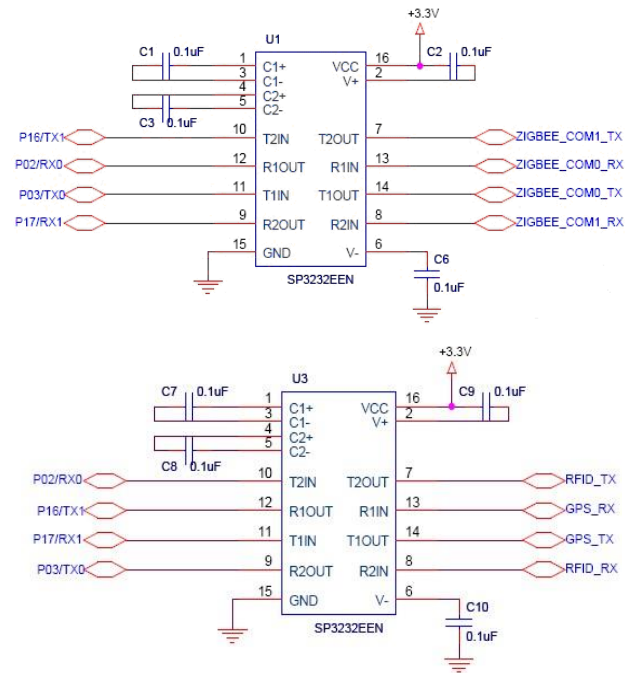 +3.3V
U1
C1 0.1uF
C2 0.1uF
1 C1+ VCC 16
3 C1- V+ 2
4 C2+
5 C2-
C3 0.1uF
P16/TX1 10 T2IN T2OUT 7 ZIGBEE_COM1_TX
P02/RX0 12 R1OUT R1IN 13 ZIGBEE_COM0_RX
P03/TX0 11 T1IN T1OUT 14 ZIGBEE_COM0_TX
P17/RX1 9 R2OUT R2IN 8 ZIGBEE_COM1_RX
15 GND V- 6
C6
0.1uF
SP3232EEN
+3.3V
U3
C7 0.1uF
C9 0.1uF
1 C1+ VCC 16
3 C1- V+ 2
4 C2+
5 C2-
C8 0.1uF
P02/RX0 10 T2IN T2OUT 7 RFID_TX
P16/TX1 12 R1OUT R1IN 13 GPS_RX
P17/RX1 11 T1IN T1OUT 14 GPS_TX
P03/TX0 9 R2OUT R2IN 8 RFID_RX
15 GND V- 6
C10
0.1uF
SP3232EEN